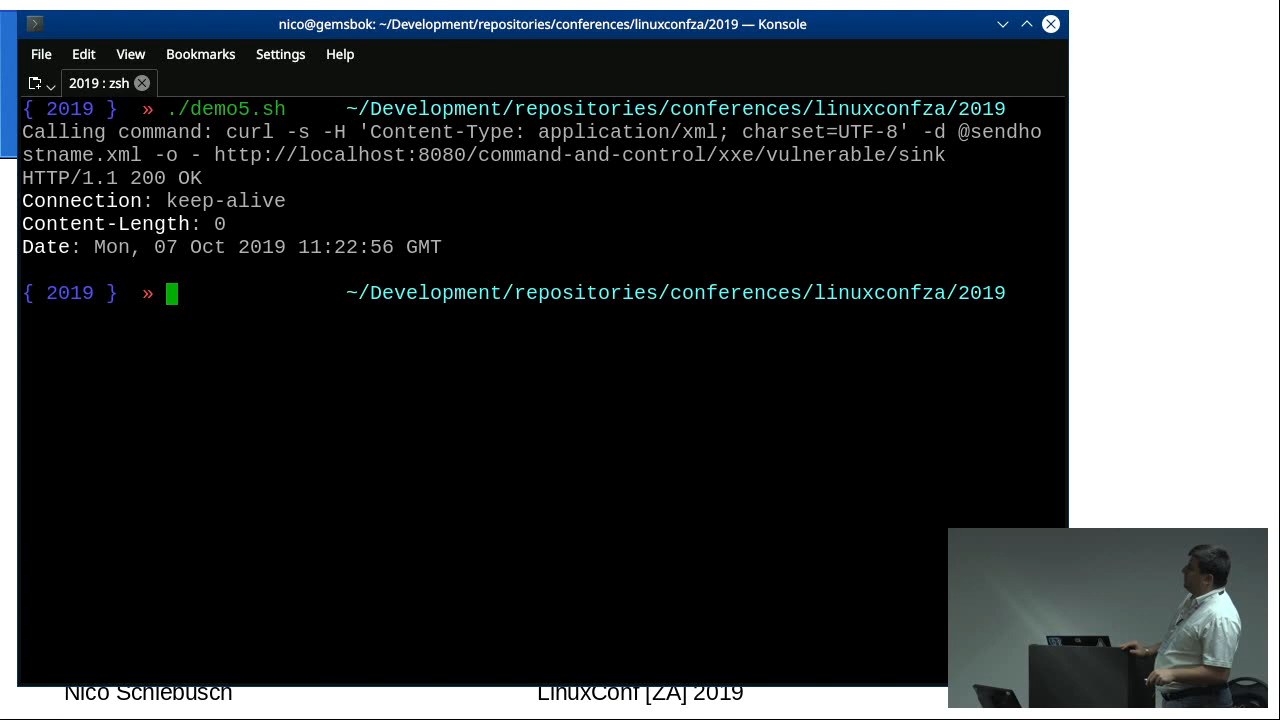 nico@gemsbok: ~/Development/repositories/conferences/linuxconfza/2019 — Konsole
File Edit View Bookmarks Settings Help
2019 : zsh
{ 2019 } » ./demo5.sh ~/Development/repositories/conferences/linuxconfza/2019
Calling command: curl -s -H 'Content-Type: application/xml; charset=UTF-8' -d @sendho
stname.xml -o - http://localhost:8080/command-and-control/xxe/vulnerable/sink
HTTP/1.1 200 OK
Connection: keep-alive
Content-Length: 0
Date: Mon, 07 Oct 2019 11:22:56 GMT
{ 2019 } » ~/Development/repositories/conferences/linuxconfza/2019
Nico Schlebusch LinuxConf [ZA] 2019